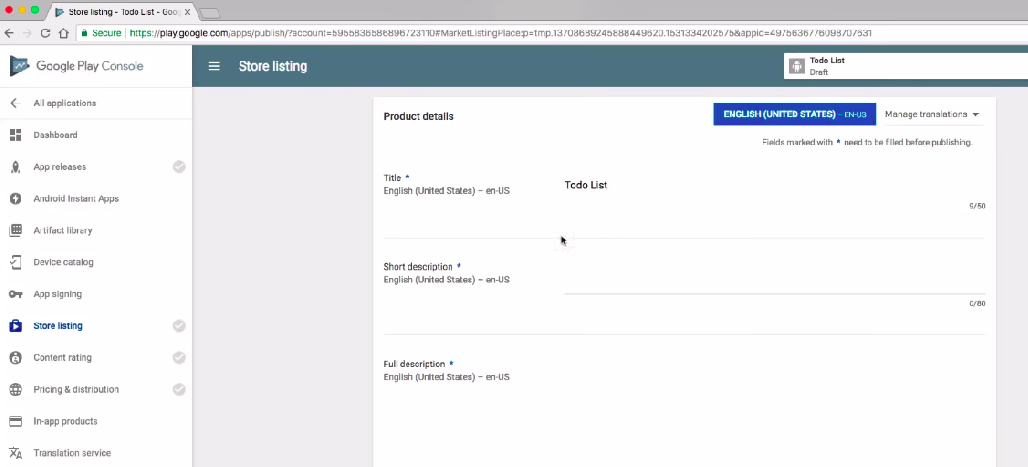 Store listing - Todo List - Goog
Secure
https://play.google.com/apps/publish/?account=5955836586896723110#MarketListingPlace:p=tmp.13708689245888449620.1531334202575&appid=4975636776098707631
Google Play Console
Store listing
Todo List
Draft
All applications
Dashboard
App releases
Android Instant Apps
Artifact library
Device catalog
App signing
Store listing
Content rating
Pricing & distribution
In-app products
Translation service
Product details
ENGLISH (UNITED STATES) – EN-US
Manage translations
Fields marked with * need to be filled before publishing.
Title *
English (United States) – en-US
Todo List
9/50
Short description *
English (United States) – en-US
0/80
Full description *
English (United States) – en-US